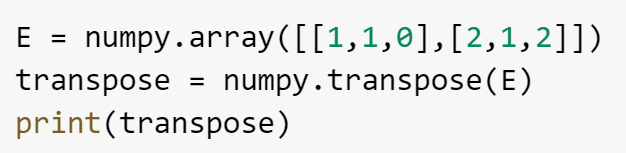 E = numpy.array([[1,1,0],[2,1,2]])
transpose = numpy.transpose(E)
print(transpose)